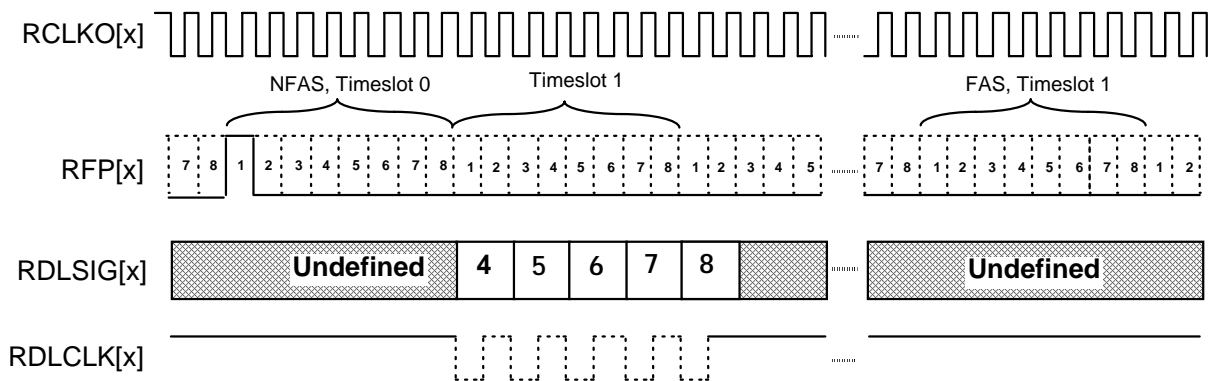 RCLKO[x]
NFAS, Timeslot 0 Timeslot 1 FAS, Timeslot 1
RFP[x] 7 8 1 2 3 4 5 6 7 8 1 2 3 4 5 6 7 8 1 2 3 4 5 7 8 1 2 3 4 5 6 7 8 1 2
RDLSIG[x] Undefined 4 5 6 7 8 Undefined
RDLCLK[x]